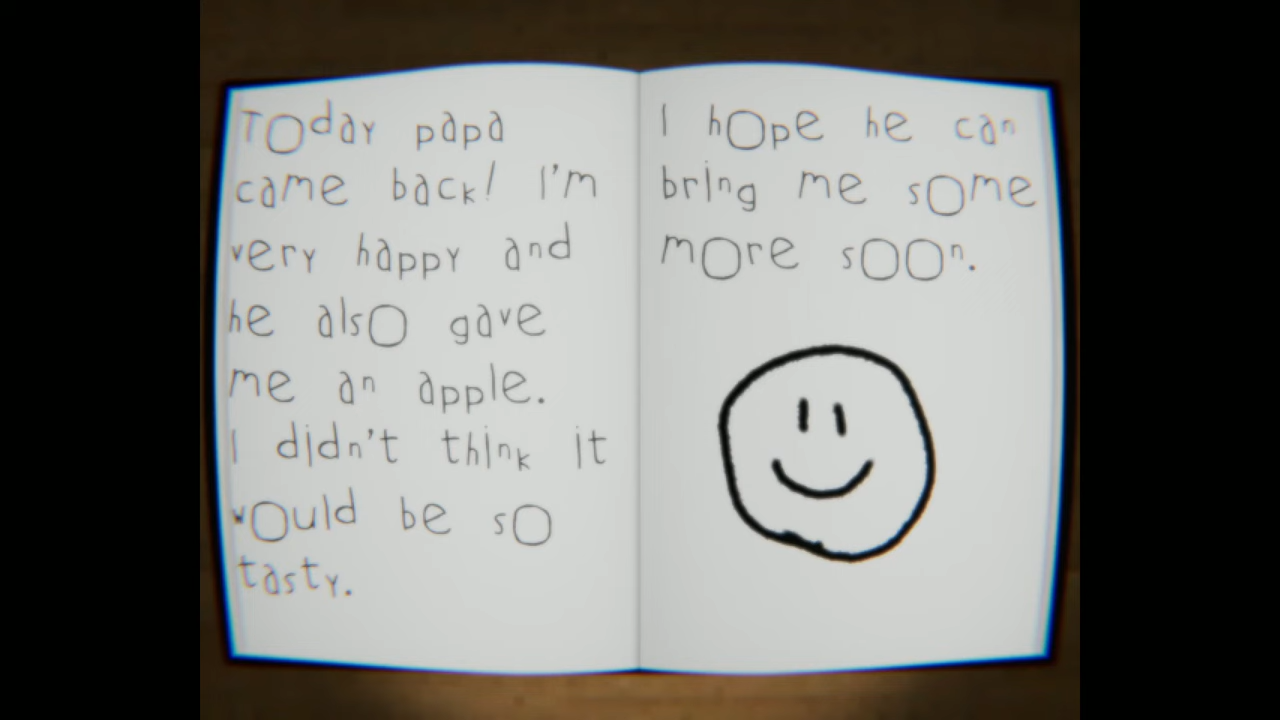 Today papa
came back! I'm
very happy and
he also gave
me an apple.
I didn't think it
would be so
tasty.
I hope he can
bring me some
more soon.